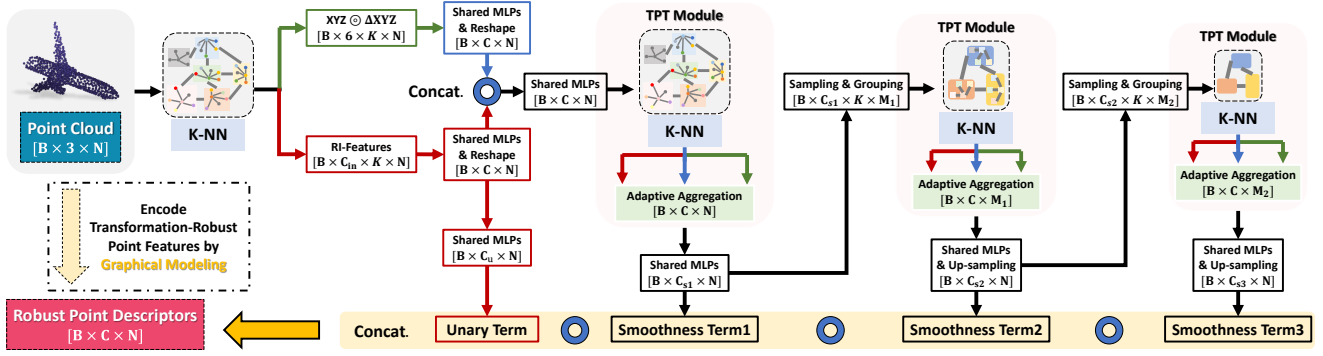 Point Cloud
[B × 3 × N]
K-NN
XYZ ⊚ ΔXYZ
[B × 6 × K × N]
Shared MLPs
& Reshape
[B × C × N]
Concat.
RI-Features
[B × C_in × K × N]
Shared MLPs
& Reshape
[B × C × N]
Shared MLPs
[B × C_u × N]
Shared MLPs
[B × C × N]
TPT Module
K-NN
Adaptive Aggregation
[B × C × N]
Shared MLPs
[B × C_s1 × N]
Sampling & Grouping
[B × C_s1 × K × M_1]
TPT Module
K-NN
Adaptive Aggregation
[B × C × M_1]
Shared MLPs
& Up-sampling
[B × C_s2 × N]
Sampling & Grouping
[B × C_s2 × K × M_2]
TPT Module
K-NN
Adaptive Aggregation
[B × C × M_2]
Shared MLPs
& Up-sampling
[B × C_s3 × N]
Encode
Transformation-Robust
Point Features by
Graphical Modeling
Robust Point Descriptors
[B × C × N]
Concat.
Unary Term
Smoothness Term1
Smoothness Term2
Smoothness Term3